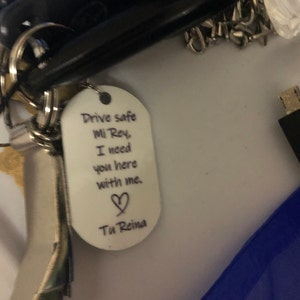 Drive safe
Mi Rey,
I need
you here
with me.
Tu Reina